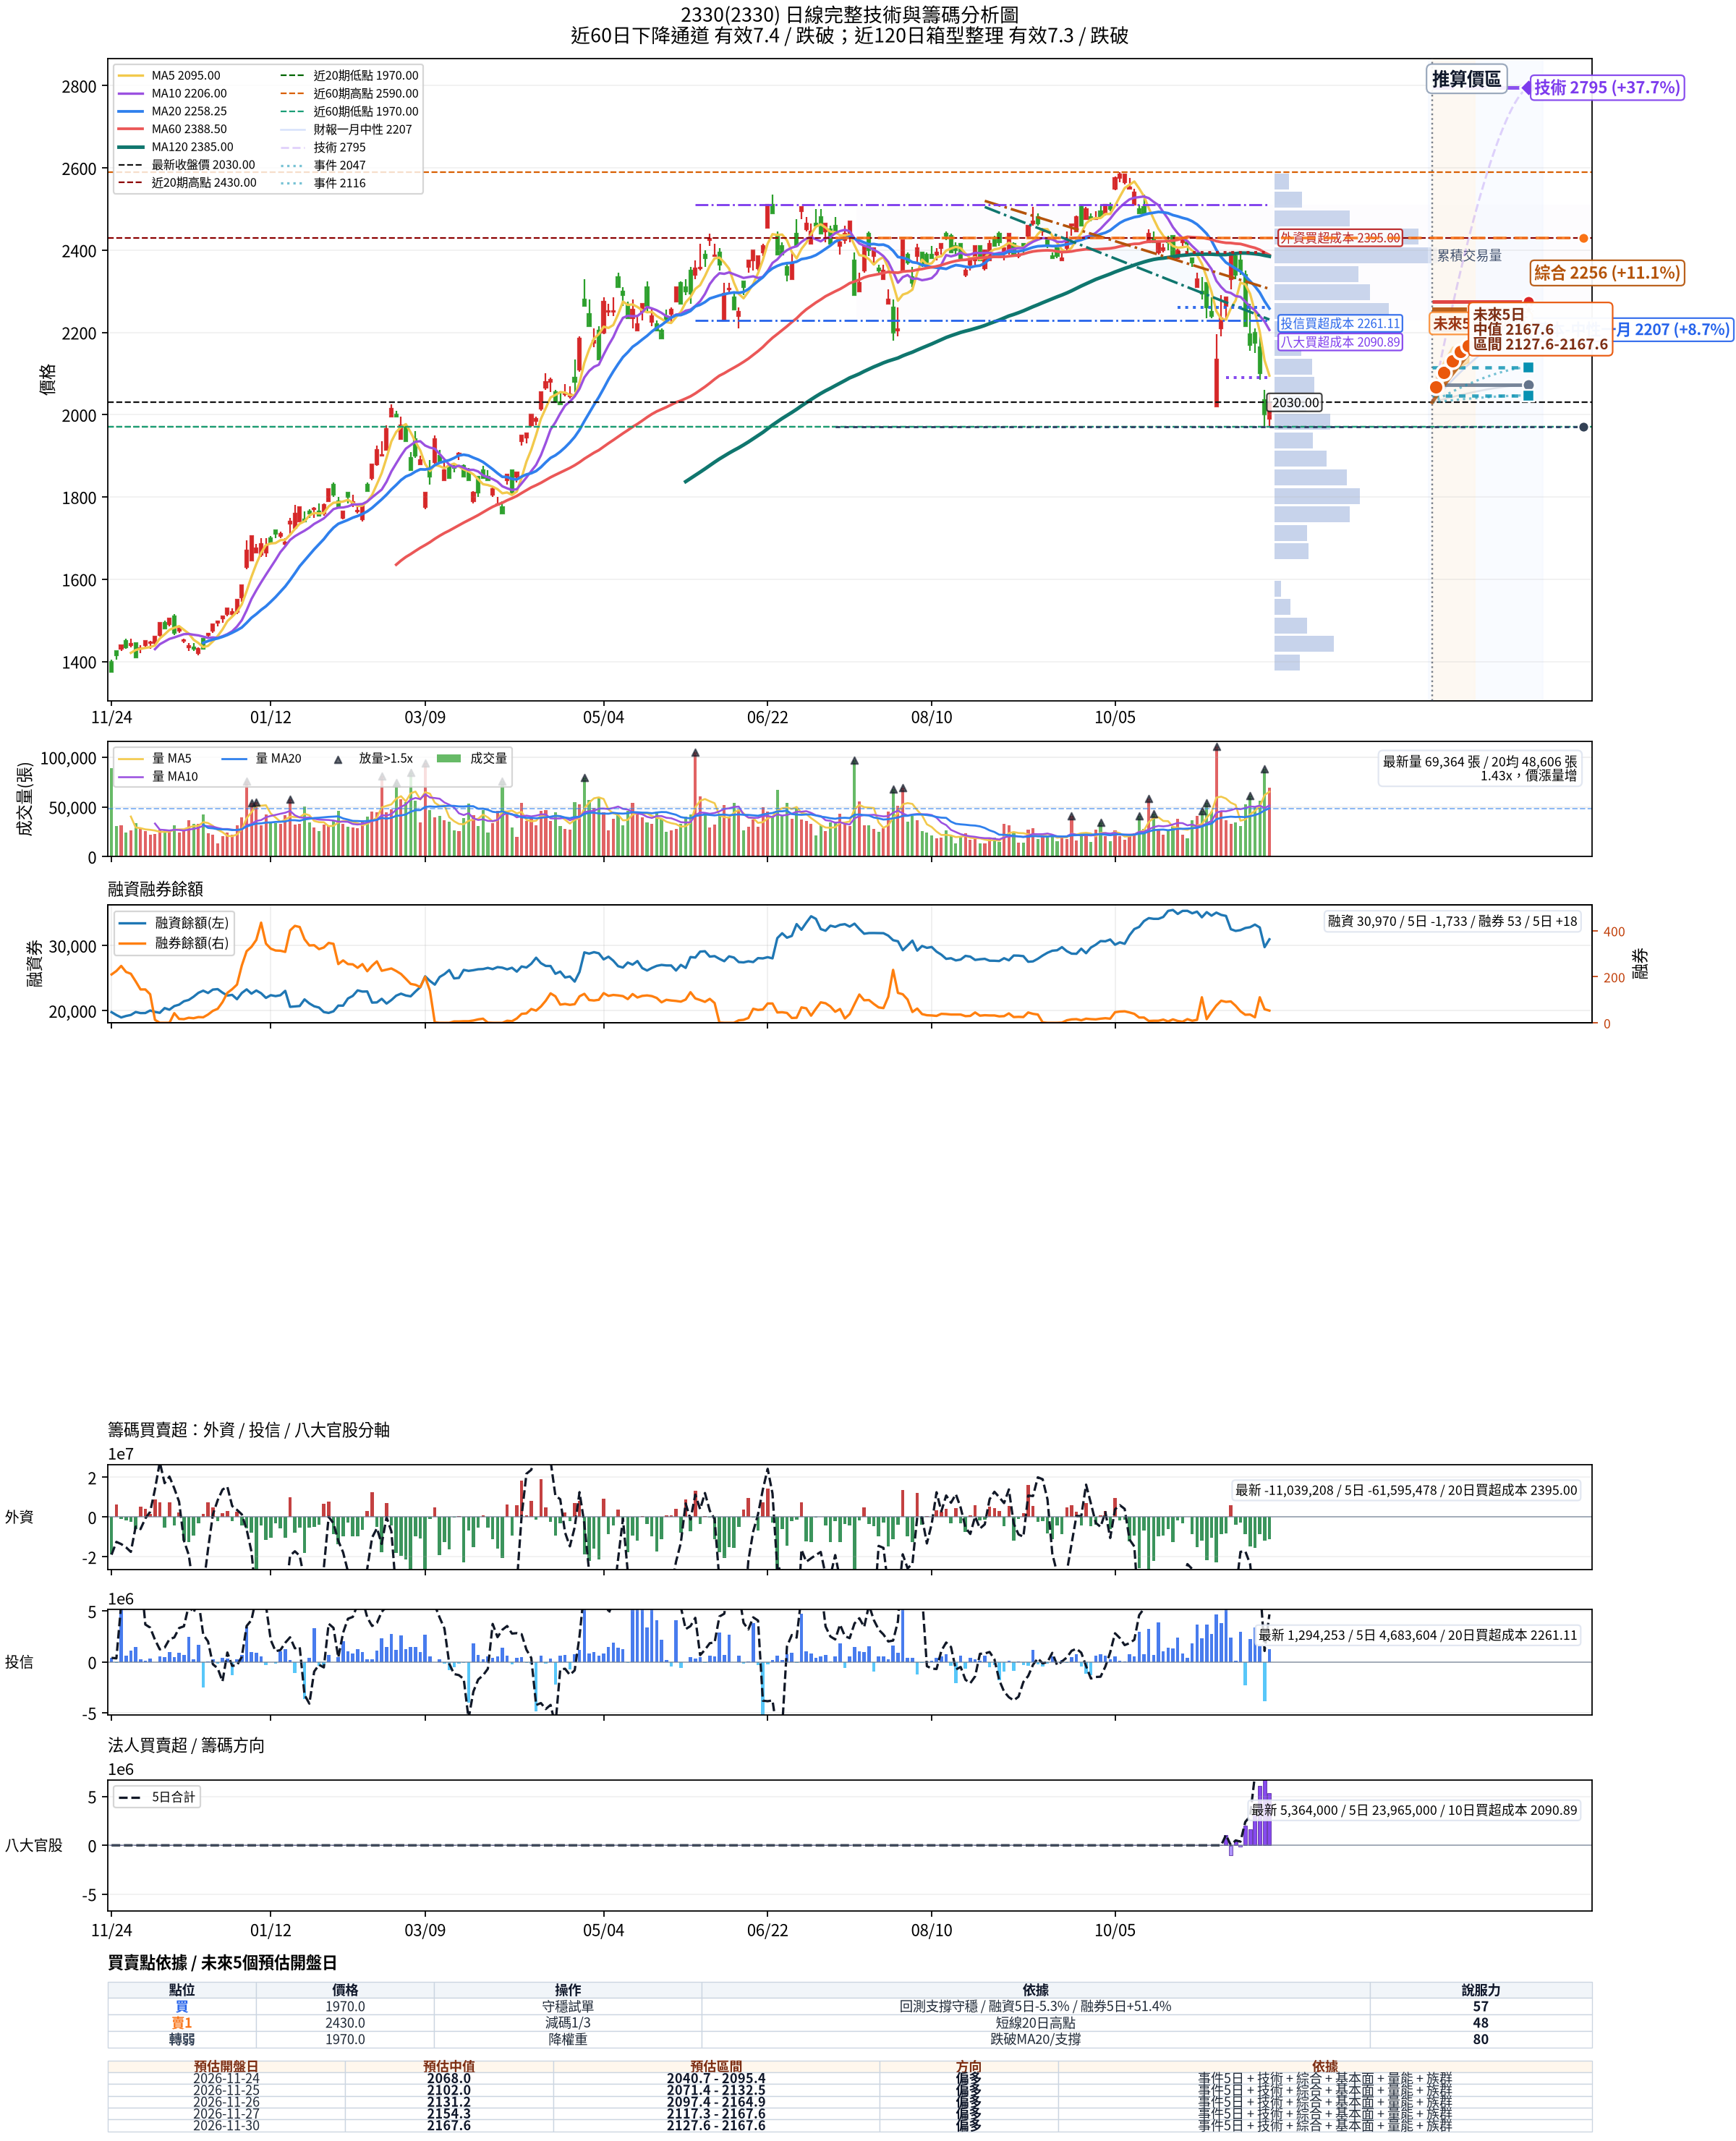 2330(2330) 日線完整技術與籌碼分析圖
近60日下降通道 有效7.4 / 跌破；近120日箱型整理 有效7.3 / 跌破
MA5 2095.00
MA10 2206.00
MA20 2258.25
MA60 2388.50
MA120 2385.00
最新收盤價 2030.00
近20期高點 2430.00
近20期低點 1970.00
近60期高點 2590.00
近60期低點 1970.00
財報一月中性 2207
技術 2795
事件 2047
事件 2116
推算價區
技術 2795 (+37.7%)
外資買超成本 2395.00
累積交易量
綜合 2256 (+11.1%)
投信買超成本 2261.11
八大買超成本 2090.89
未來5
未來5日
中值 2167.6
區間 2127.6-2167.6
月 2207 (+8.7%)
2030.00
價格
2800
2600
2400
2200
2000
1800
1600
1400
11/24
01/12
03/09
05/04
06/22
08/10
10/05
成交量(張)
100,000
50,000
0
量 MA5
量 MA10
量 MA20
放量>1.5x
成交量
最新量 69,364 張 / 20均 48,606 張
1.43x，價漲量增
融資融券餘額
融資券
30,000
20,000
融資餘額(左)
融券餘額(右)
融資 30,970 / 5日 -1,733 / 融券 53 / 5日 +18
400
200
0
融券
籌碼買賣超：外資 / 投信 / 八大官股分軸
1e7
外資
2
0
-2
最新 -11,039,208 / 5日 -61,595,478 / 20日買超成本 2395.00
1e6
投信
5
0
-5
最新 1,294,253 / 5日 4,683,604 / 20日買超成本 2261.11
法人買賣超 / 籌碼方向
1e6
八大官股
5
0
-5
5日合計
最新 5,364,000 / 5日 23,965,000 / 10日買超成本 2090.89
11/24
01/12
03/09
05/04
06/22
08/10
10/05
買賣點依據 / 未來5個預估開盤日
點位 價格 操作 依據 說服力
買 1970.0 守穩試單 回測支撐守穩 / 融資5日-5.3% / 融券5日+51.4% 57
賣1 2430.0 減碼1/3 短線20日高點 48
轉弱 1970.0 降權重 跌破MA20/支撐 80
預估開盤日 預估中值 預估區間 方向 依據
2026-11-24 2068.0 2040.7 - 2095.4 偏多 事件5日 + 技術 + 綜合 + 基本面 + 量能 + 族群
2026-11-25 2102.0 2071.4 - 2132.5 偏多 事件5日 + 技術 + 綜合 + 基本面 + 量能 + 族群
2026-11-26 2131.2 2097.4 - 2164.9 偏多 事件5日 + 技術 + 綜合 + 基本面 + 量能 + 族群
2026-11-27 2154.3 2117.3 - 2167.6 偏多 事件5日 + 技術 + 綜合 + 基本面 + 量能 + 族群
2026-11-30 2167.6 2127.6 - 2167.6 偏多 事件5日 + 技術 + 綜合 + 基本面 + 量能 + 族群